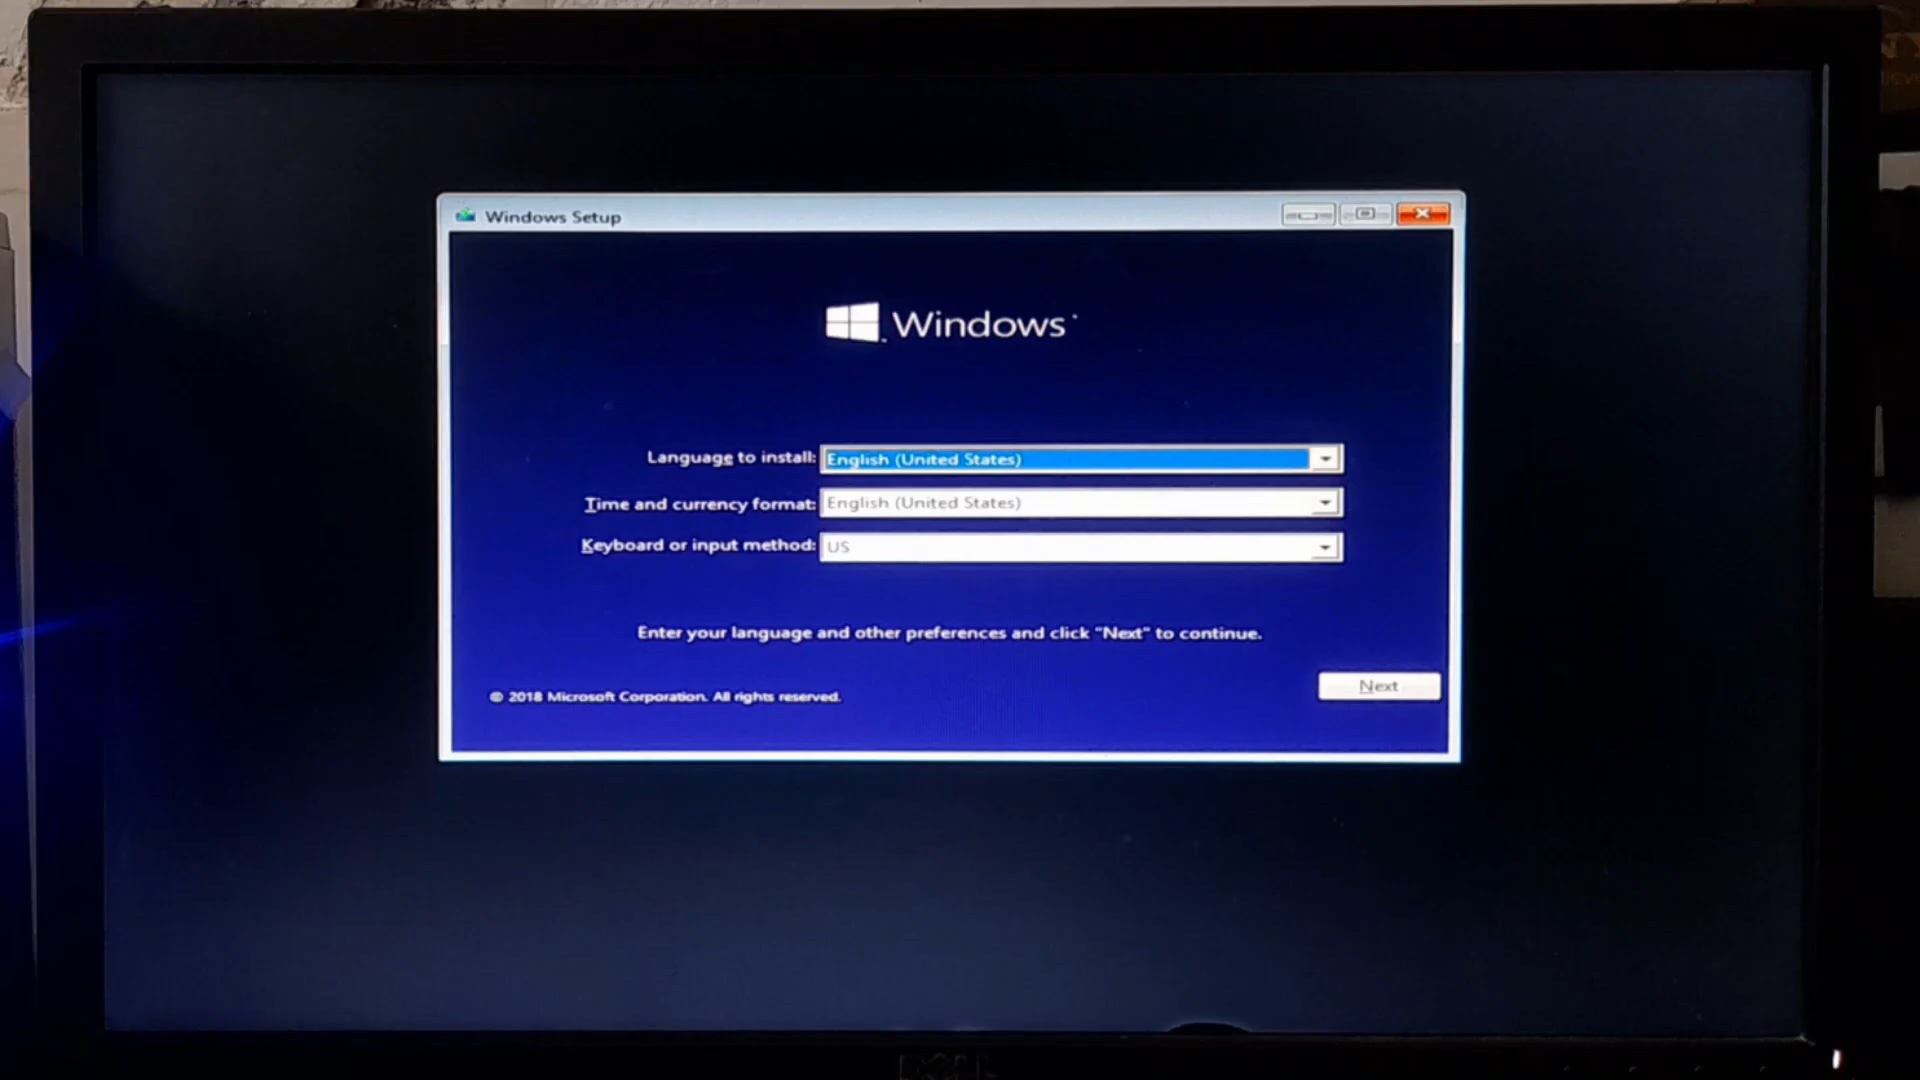 Windows Setup
Windows
Language to install: English (United States)
Time and currency format: English (United States)
Keyboard or input method: US
Enter your language and other preferences and click "Next" to continue.
© 2018 Microsoft Corporation. All rights reserved.
Next
DELL